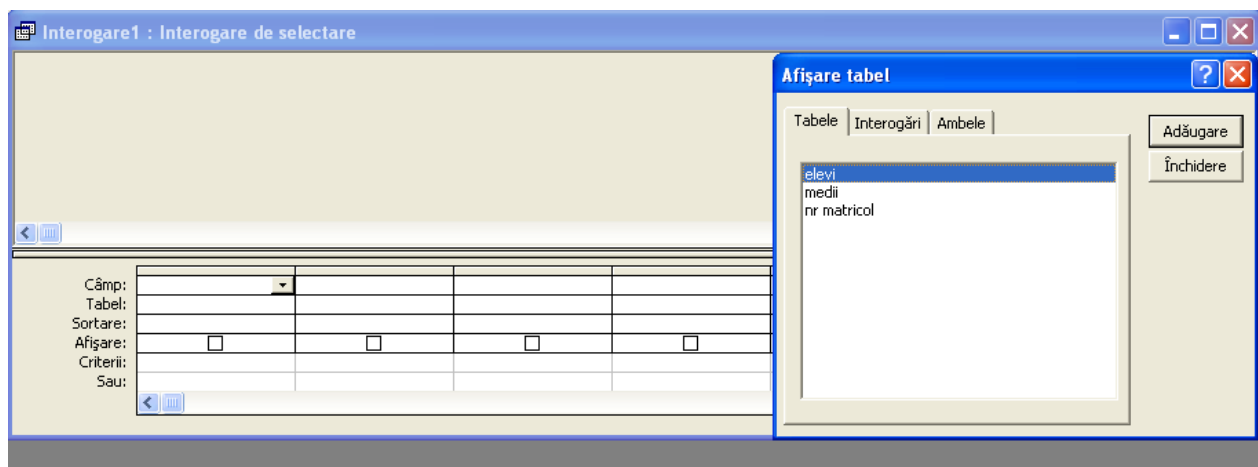 Interogare1 : Interogare de selectare
Afişare tabel
Tabele
Interogări
Ambele
Adăugare
Închidere
elevi
medii
nr matricol
Câmp:
Tabel:
Sortare:
Afişare:
Criterii:
Sau: